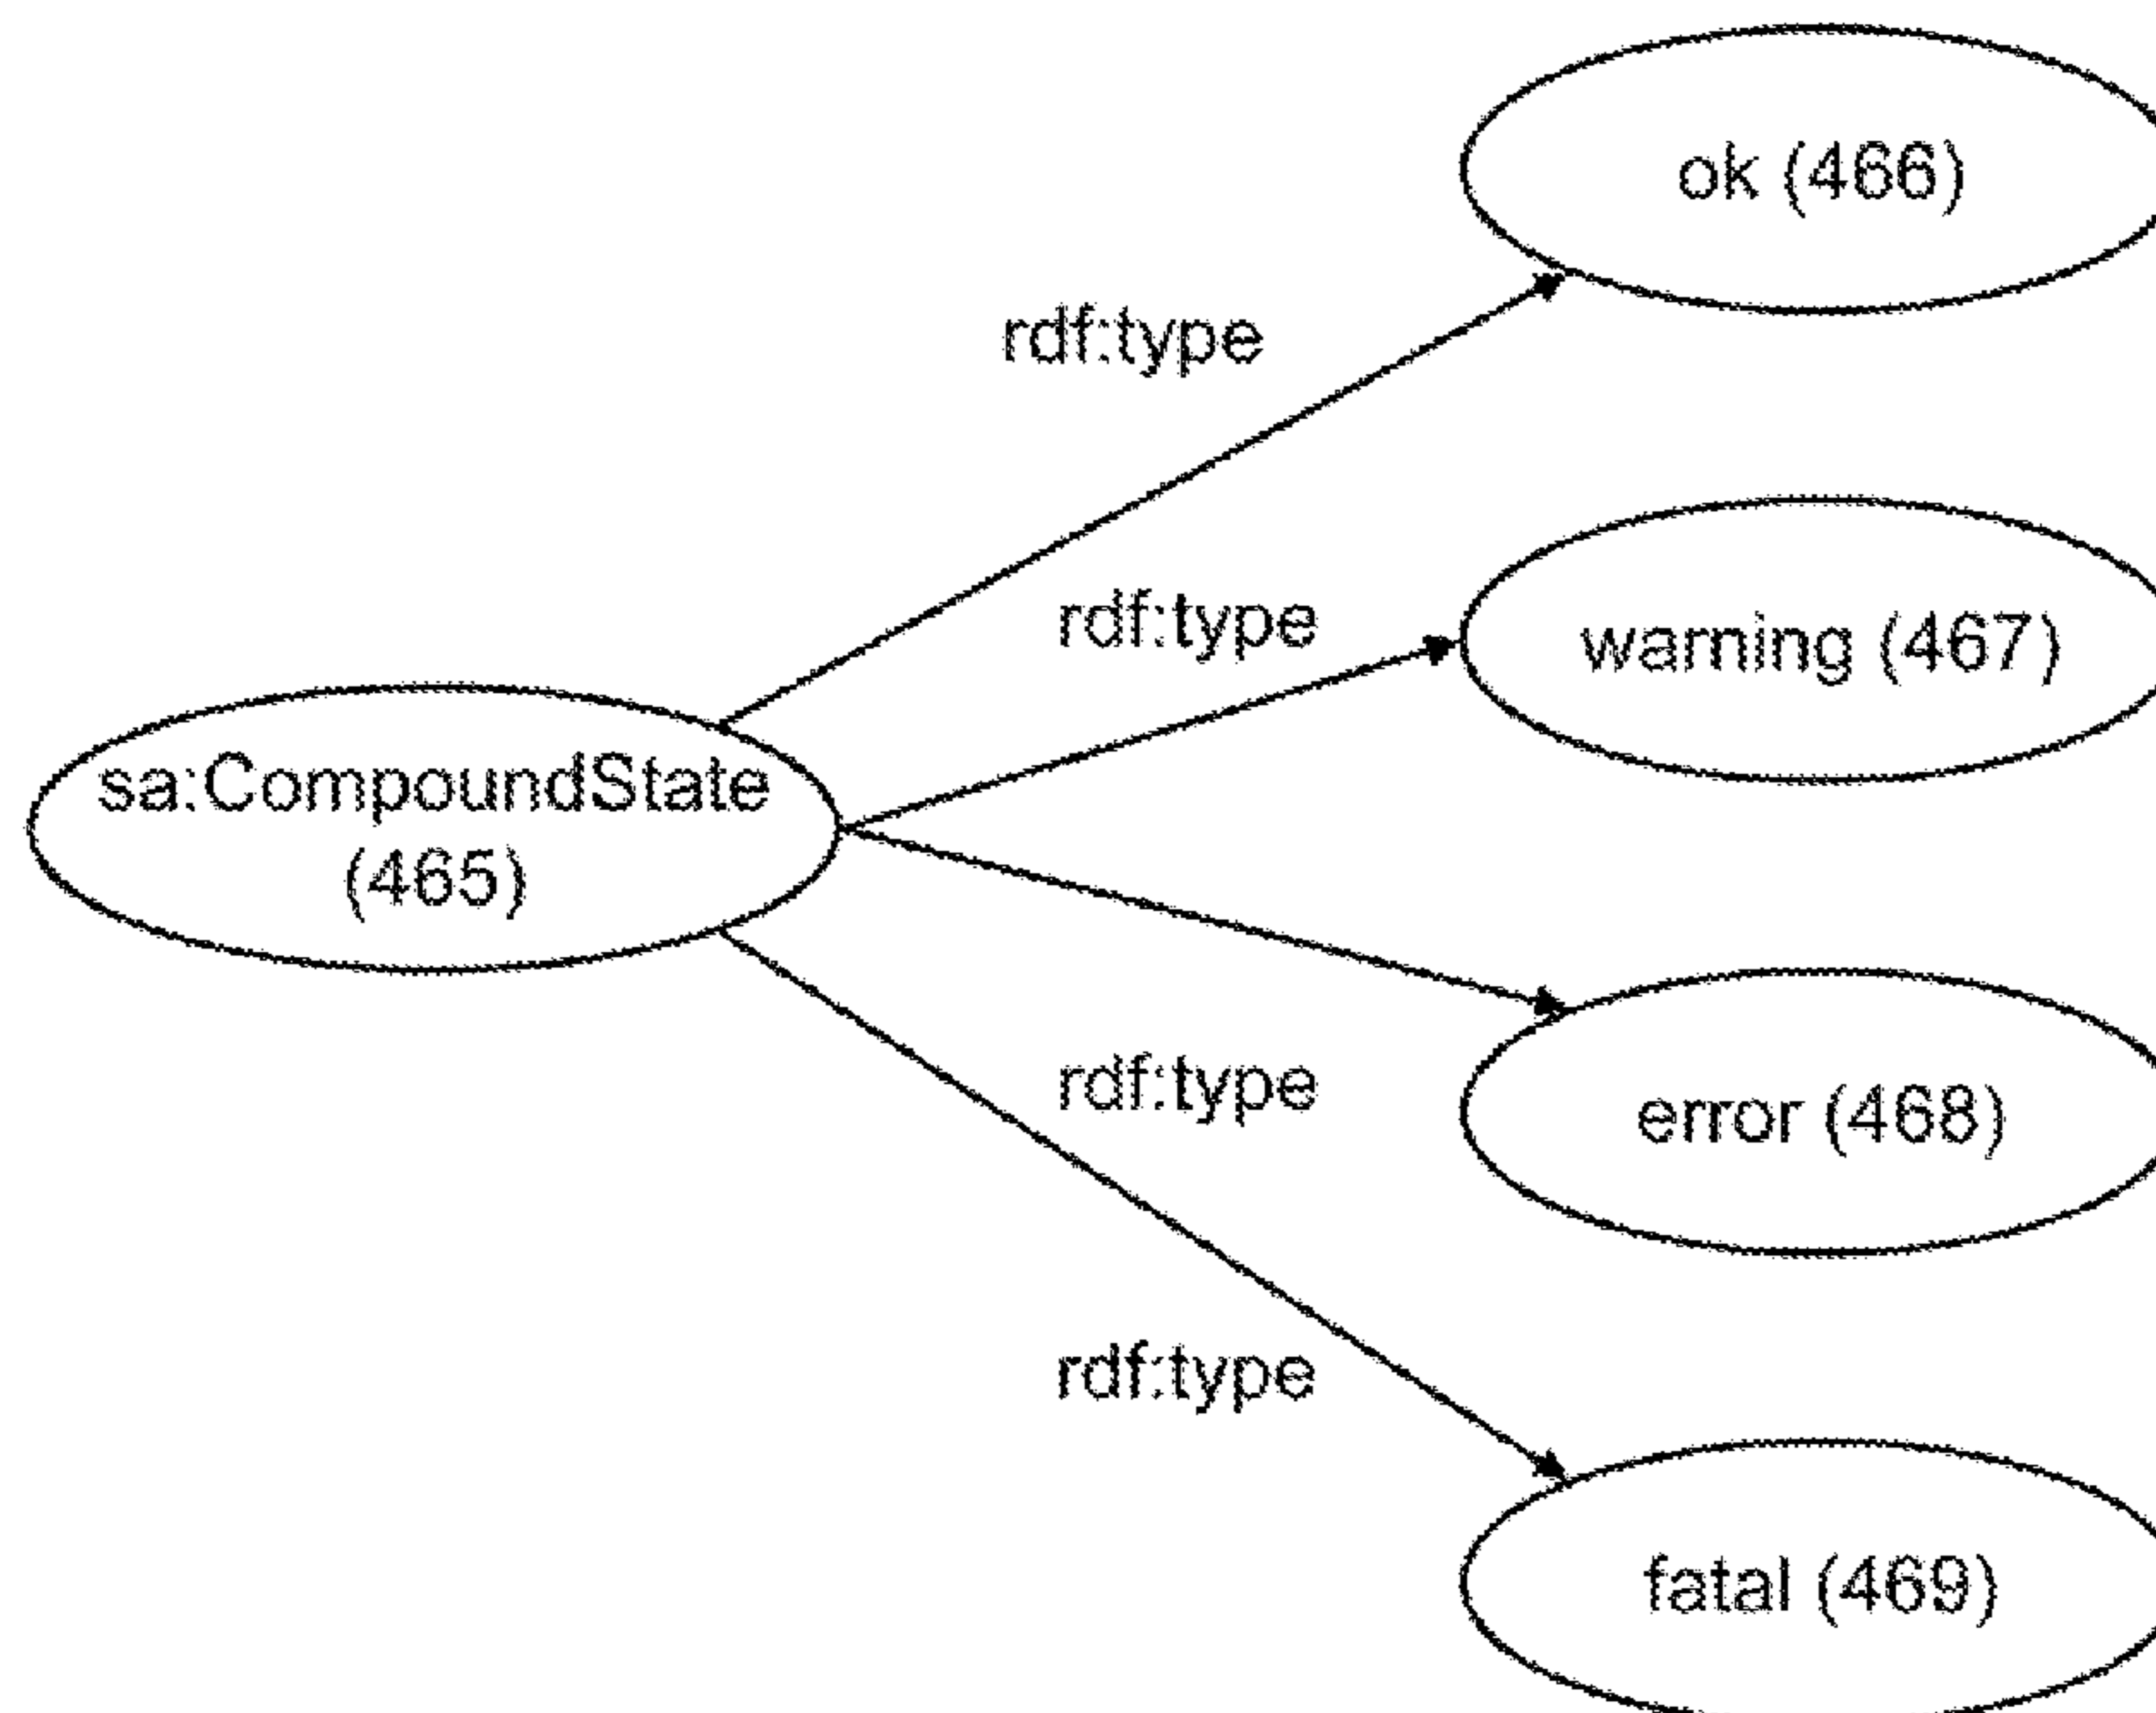 ok (466)
rdf:type
rdf:type
warning (467)
sa:CompoundState
(465)
rdf:type
error (468)
rdf:type
fatal (469)